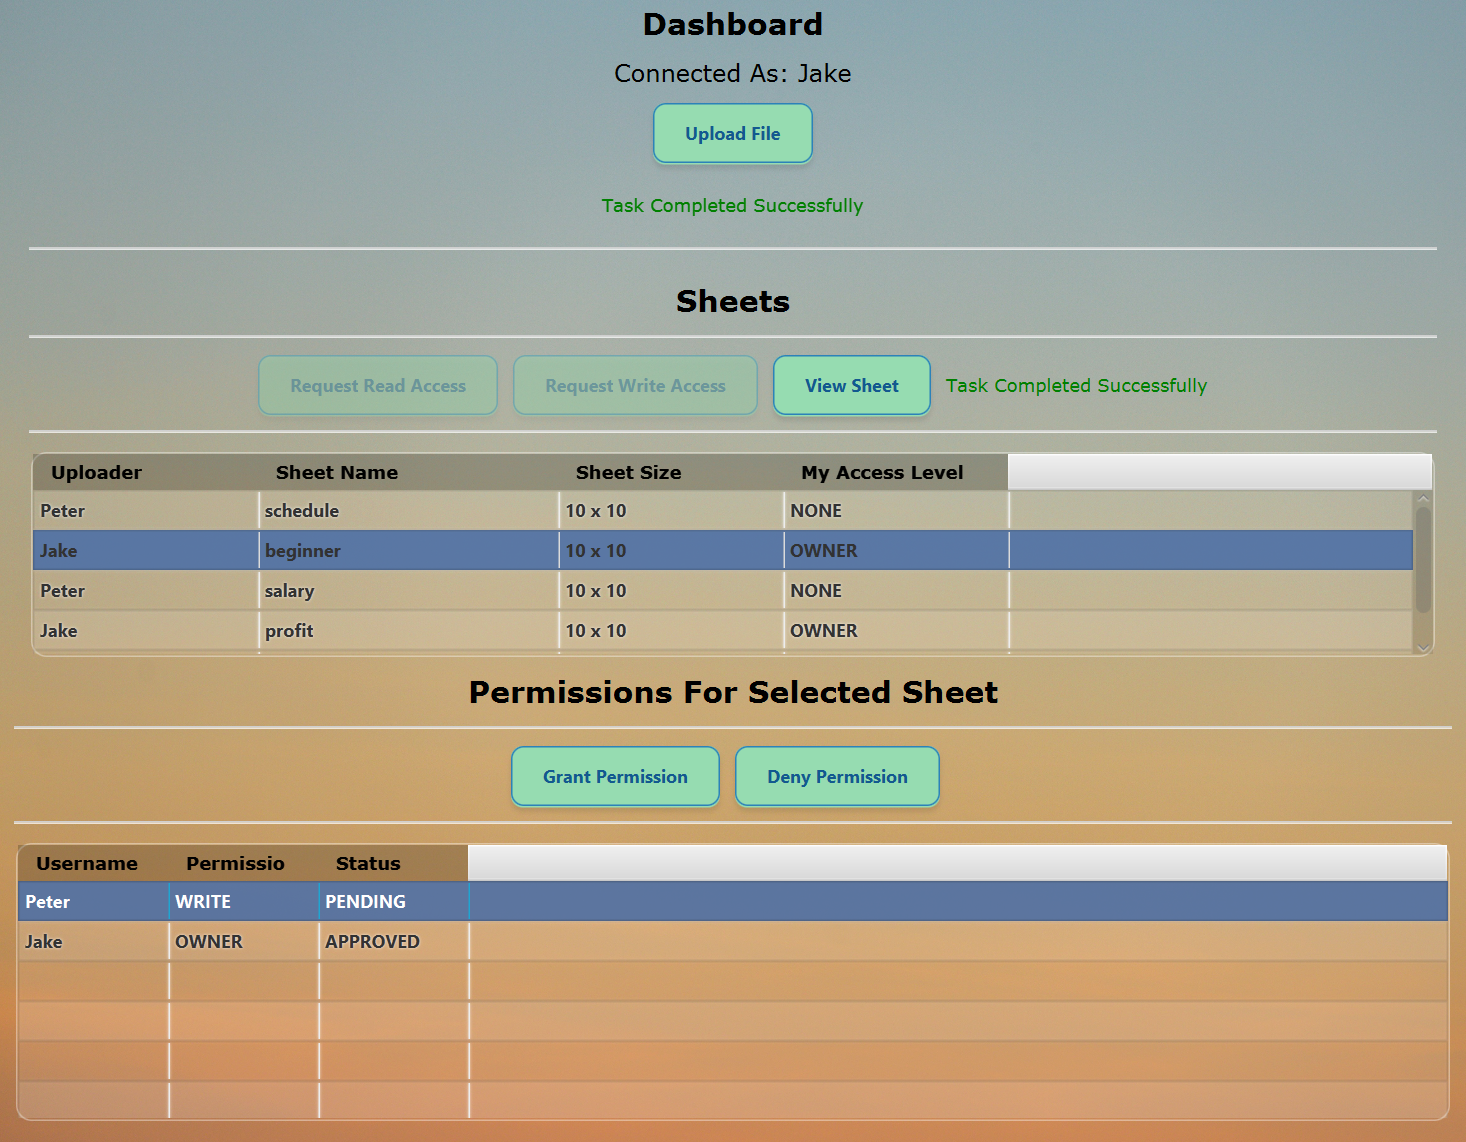 Dashboard
Connected As: Jake
Upload File
Task Completed Successfully
Sheets
Request Read Access Request Write Access View Sheet Task Completed Successfully
Uploader Sheet Name Sheet Size My Access Level
Peter schedule 10 x 10 NONE
Jake beginner 10 x 10 OWNER
Peter salary 10 x 10 NONE
Jake profit 10 x 10 OWNER
Permissions For Selected Sheet
Grant Permission Deny Permission
Username Permissio Status
Peter WRITE PENDING
Jake OWNER APPROVED